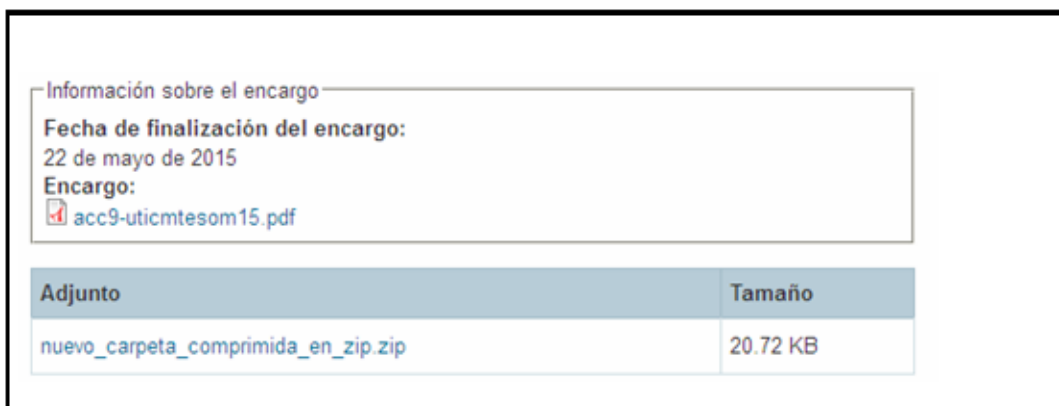 Información sobre el encargo
Fecha de finalización del encargo:
22 de mayo de 2015
Encargo:
acc9-uticmtesom15.pdf
Adjunto Tamaño
nuevo_carpeta_comprimida_en_zip.zip 20.72 KB